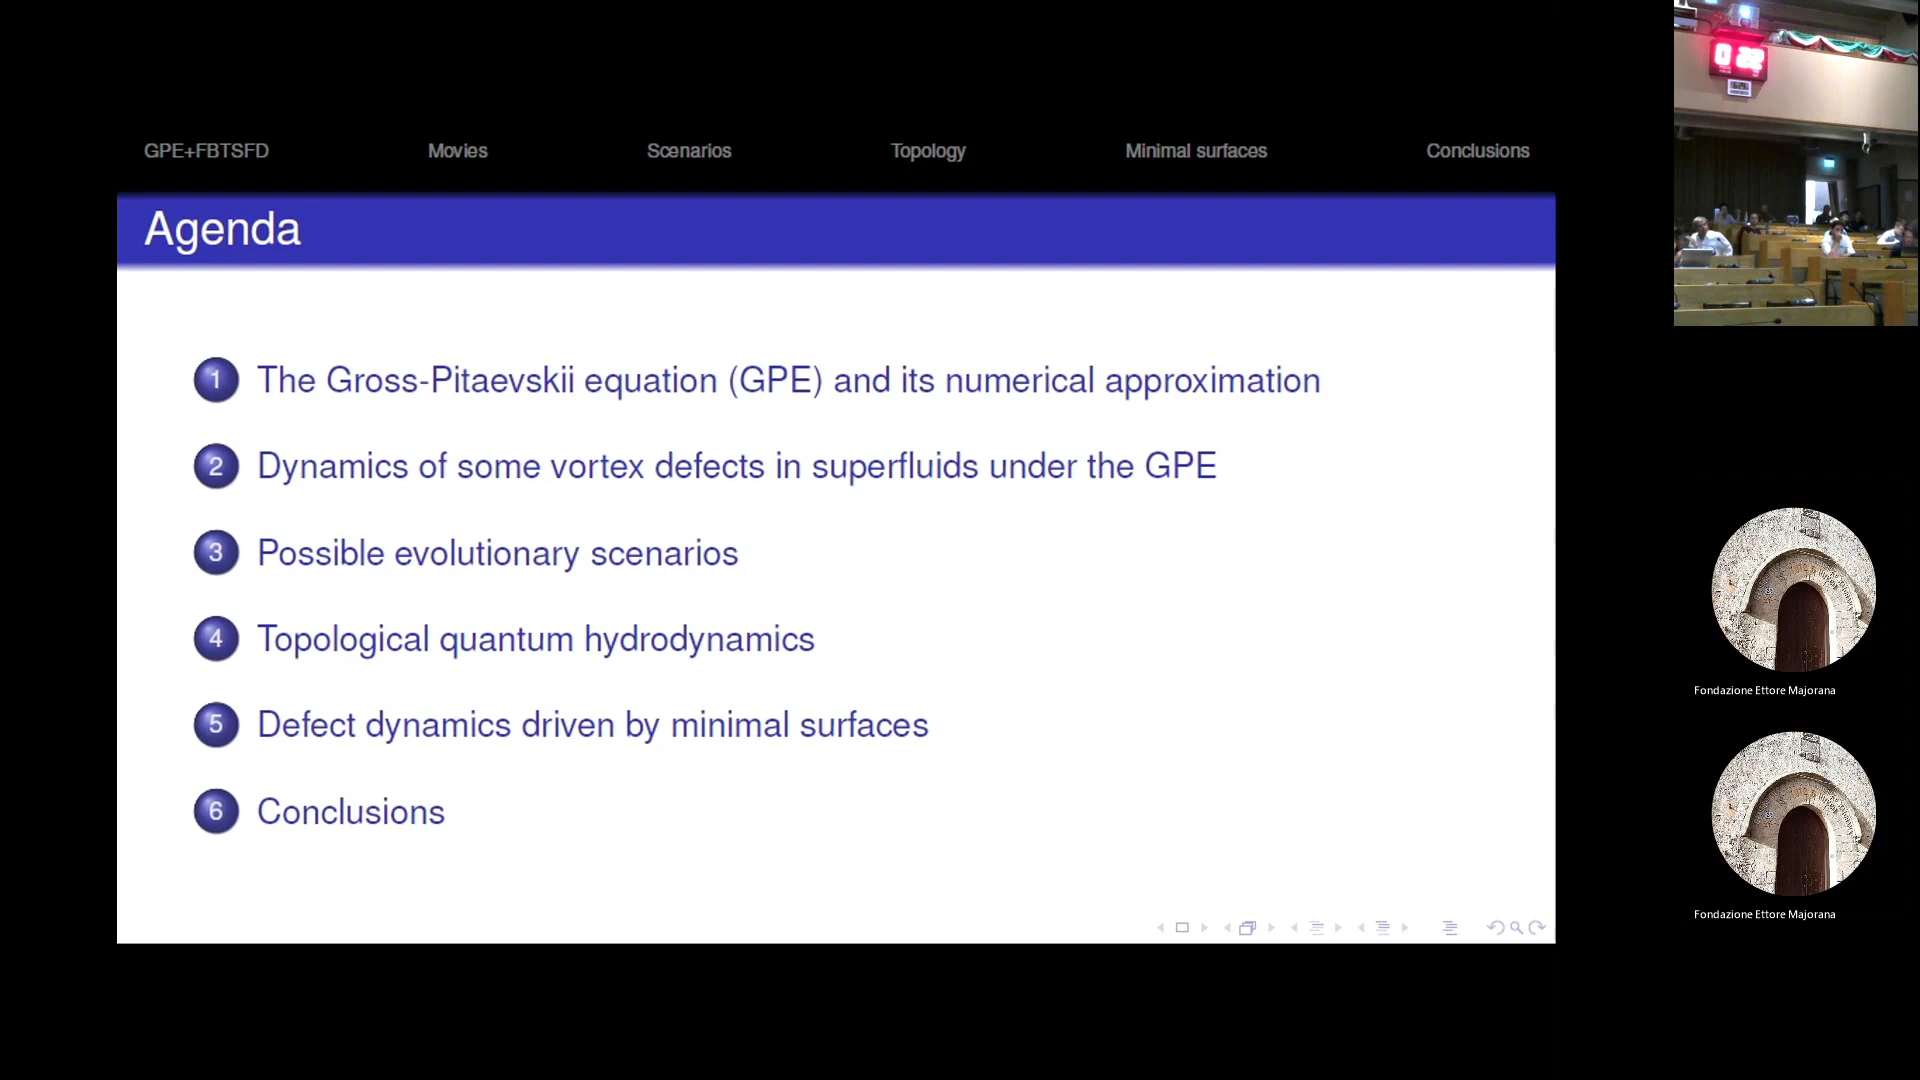 GPE+FBTSFD Movies Scenarios Topology Minimal surfaces Conclusions
Agenda
1 The Gross-Pitaevskii equation (GPE) and its numerical approximation
2 Dynamics of some vortex defects in superfluids under the GPE
3 Possible evolutionary scenarios
4 Topological quantum hydrodynamics
5 Defect dynamics driven by minimal surfaces
6 Conclusions
Fondazione Ettore Majorana
Fondazione Ettore Majorana